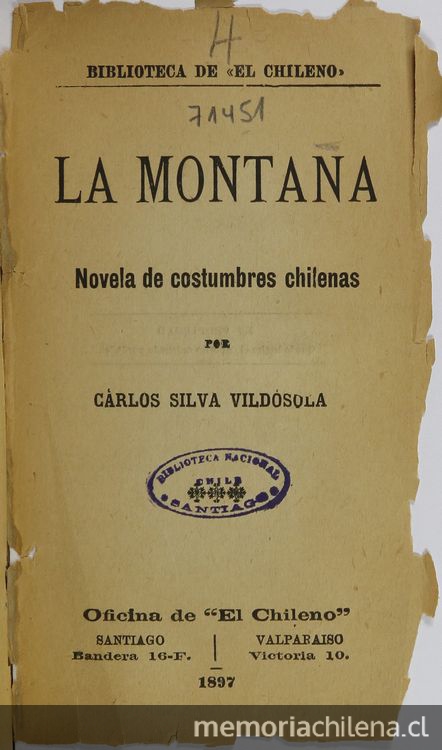 H
BIBLIOTECA DE «EL CHILENO»
71451
LA MONTAÑA
Novela de costumbres chilenas
POR
CÁRLOS SILVA VILDÓSOLA
BIBLIOTECA NACIONAL
CHILE
SANTIAGO
Oficina de "El Chileno"
SANTIAGO | VALPARAISO
Bandera 16-F. | Victoria 10.
1897
memoriachilena.cl